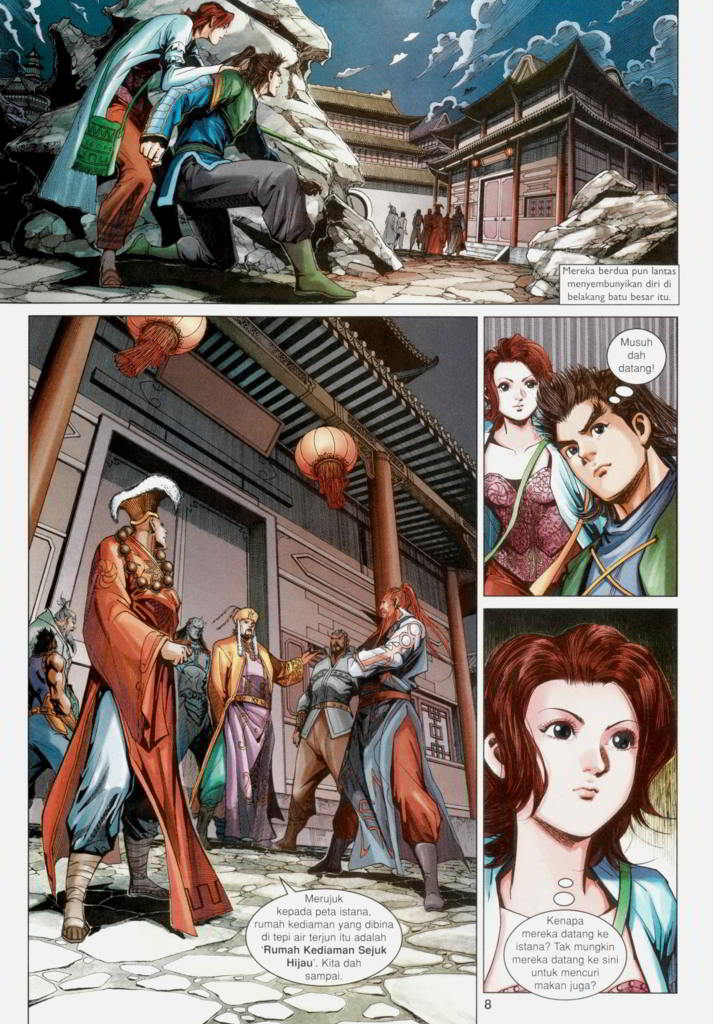 Mereka berdua pun lantas
menyembunyikan diri di
belakang batu besar itu.
Musuh
dah
datang!
Merujuk
kepada peta istana,
rumah kediaman yang dibina
di tepi air terjun itu adalah
'Rumah Kediaman Sejuk
Hijau'. Kita dah
sampai.
Kenapa
mereka datang ke
istana? Tak mungkin
mereka datang ke sini
untuk mencuri
makan juga?
8